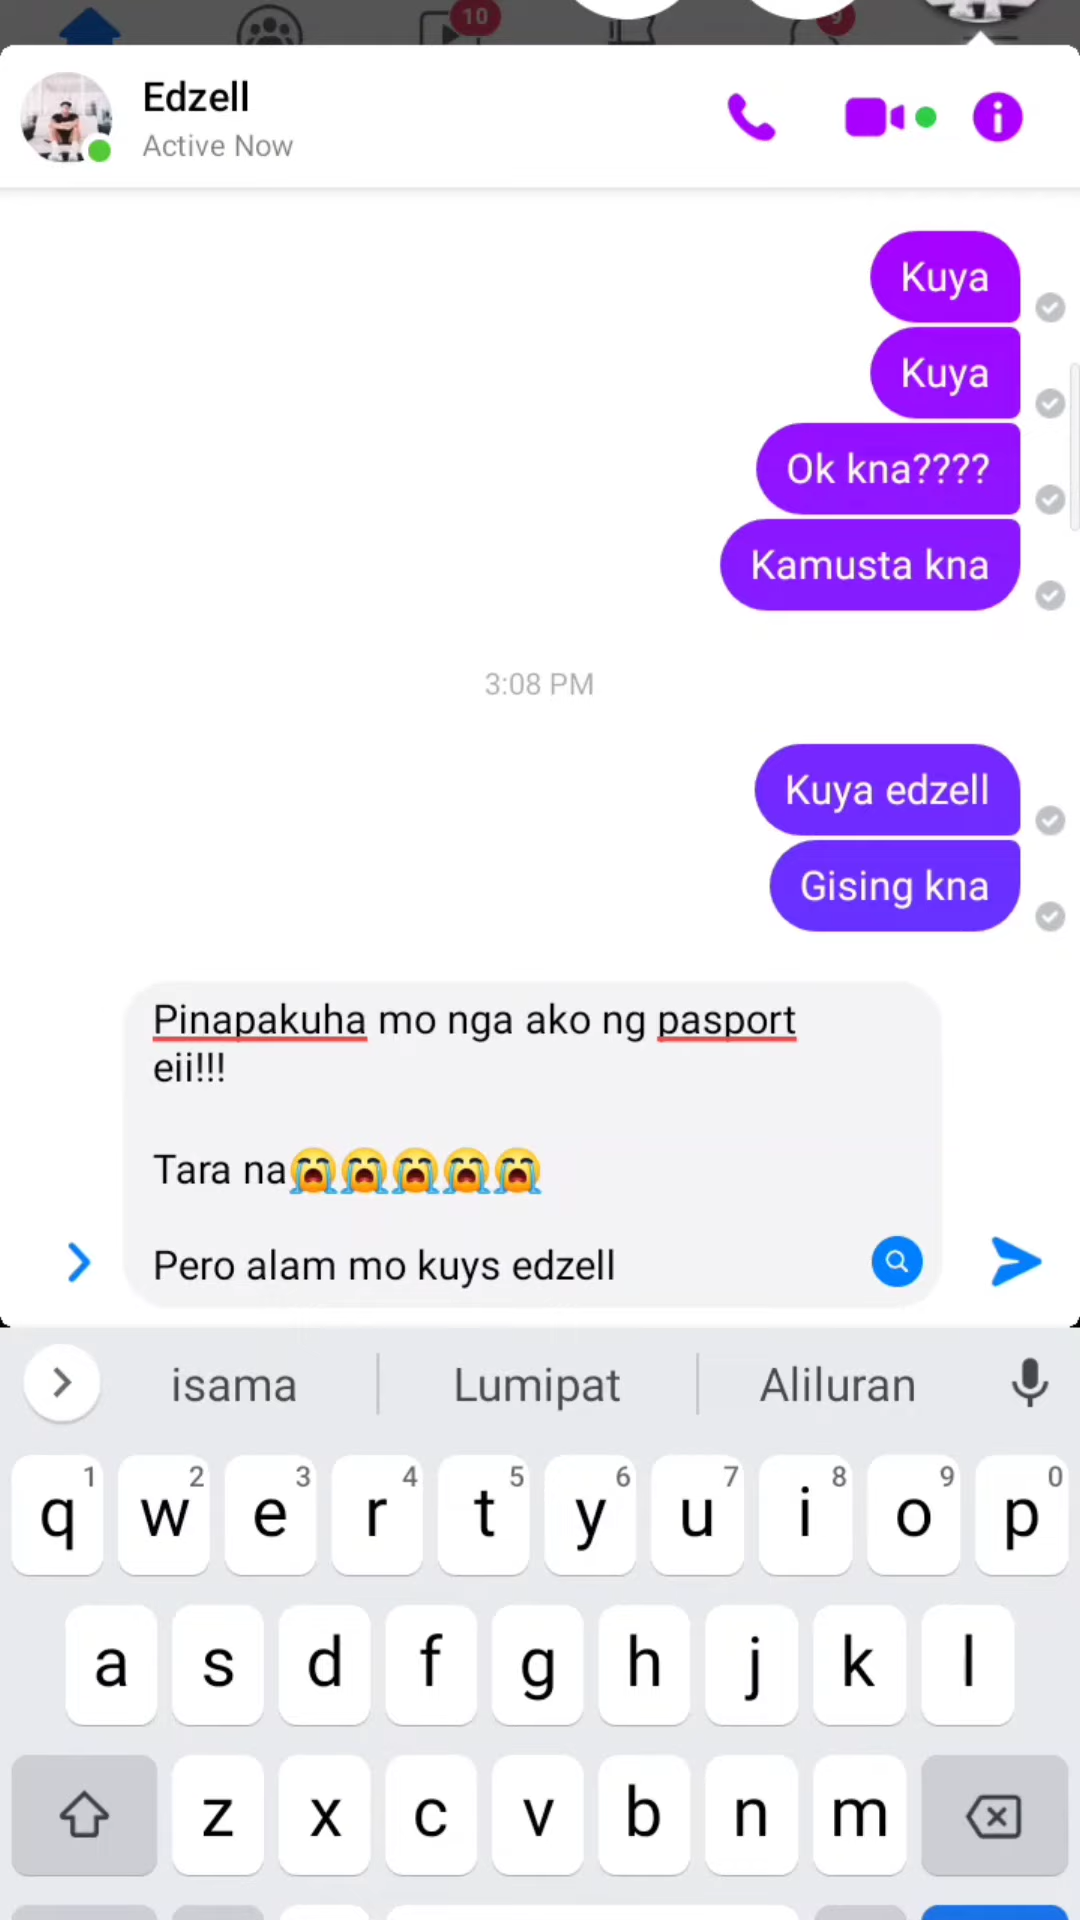 10
9
Edzell
Active Now
Kuya
Kuya
Ok kna????
Kamusta kna
3:08 PM
Kuya edzell
Gising kna
Pinapakuha mo nga ako ng pasport
eii!!!
Tara na😭😭😭😭😭
Pero alam mo kuys edzell
isama Lumipat Aliluran
1 2 3 4 5 6 7 8 9 0
q w e r t y u i o p
a s d f g h j k l
z x c v b n m